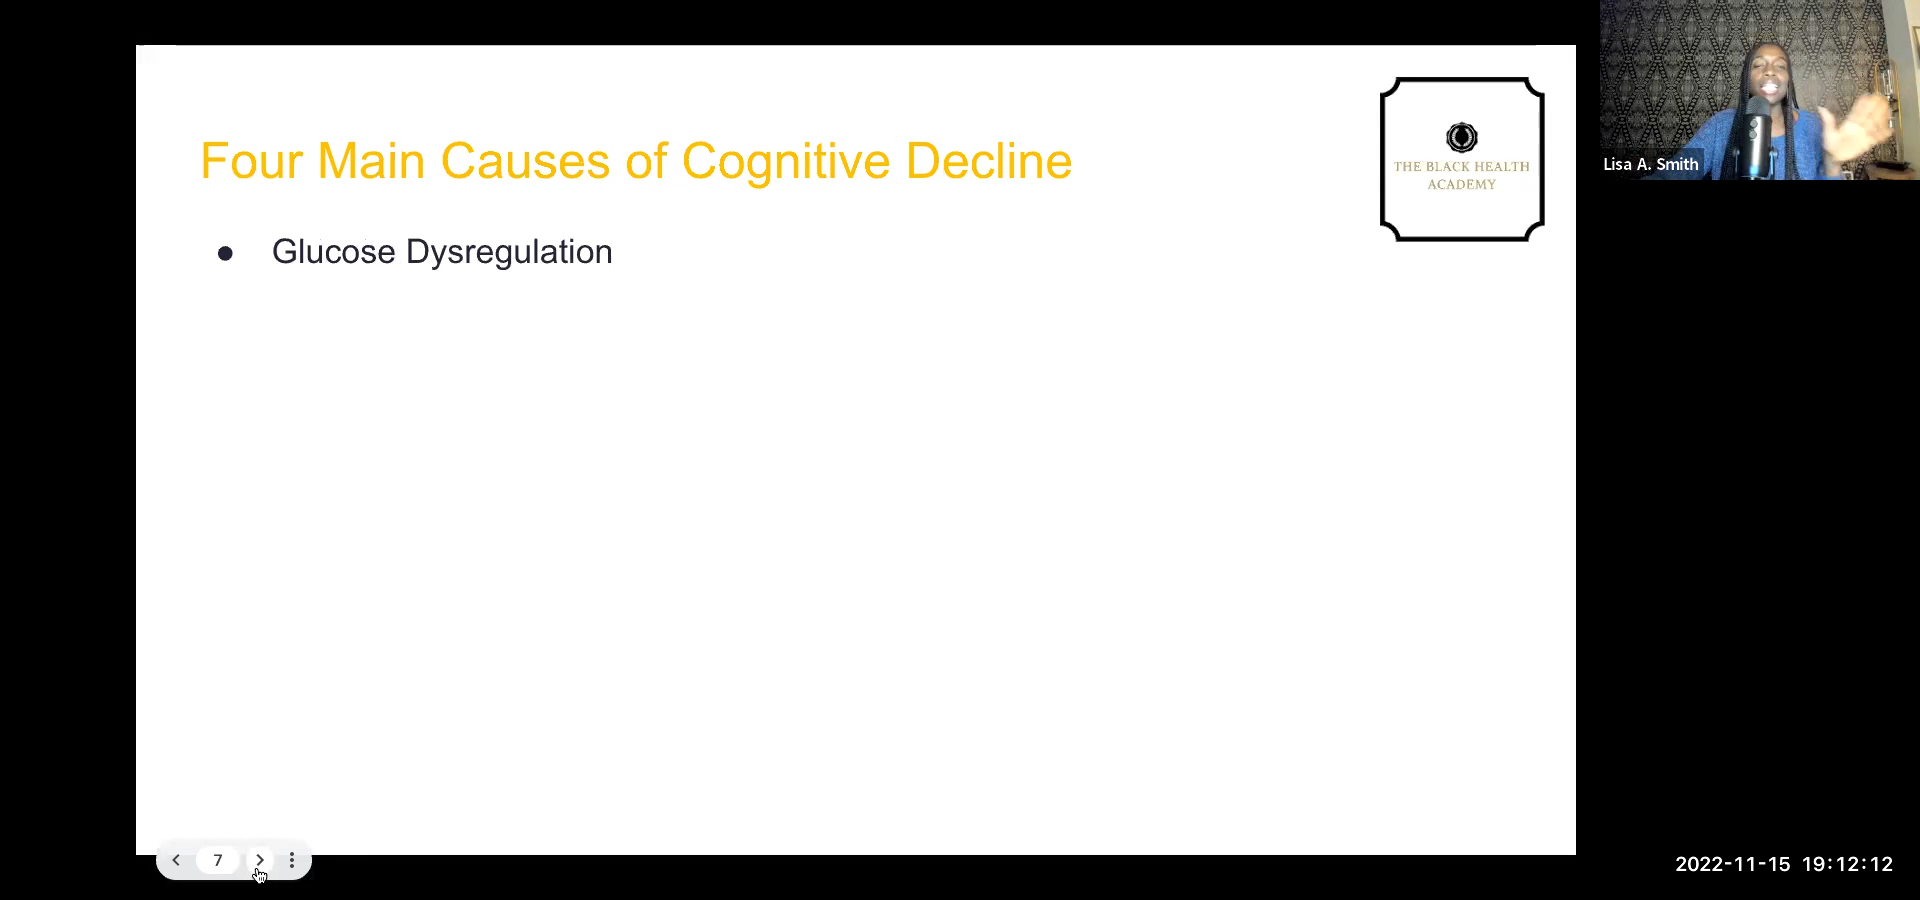 Four Main Causes of Cognitive Decline
● Glucose Dysregulation
THE BLACK HEALTH
ACADEMY
Lisa A. Smith
7
2022-11-15 19:12:12